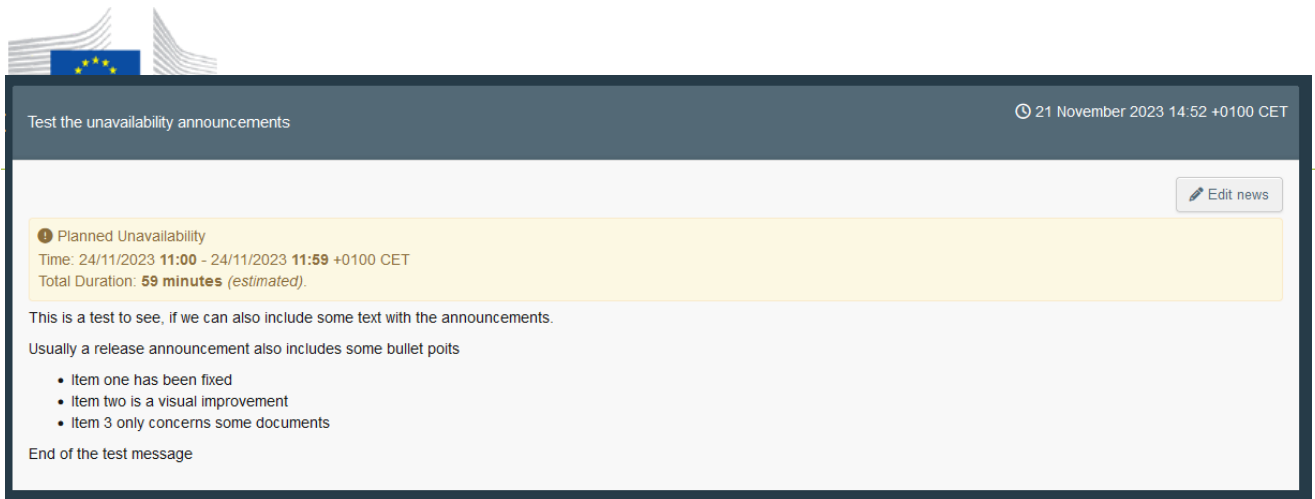 Test the unavailability announcements
21 November 2023 14:52 +0100 CET
Edit news
Planned Unavailability
Time: 24/11/2023 11:00 - 24/11/2023 11:59 +0100 CET
Total Duration: 59 minutes (estimated).
This is a test to see, if we can also include some text with the announcements.
Usually a release announcement also includes some bullet poits
• Item one has been fixed
• Item two is a visual improvement
• Item 3 only concerns some documents
End of the test message